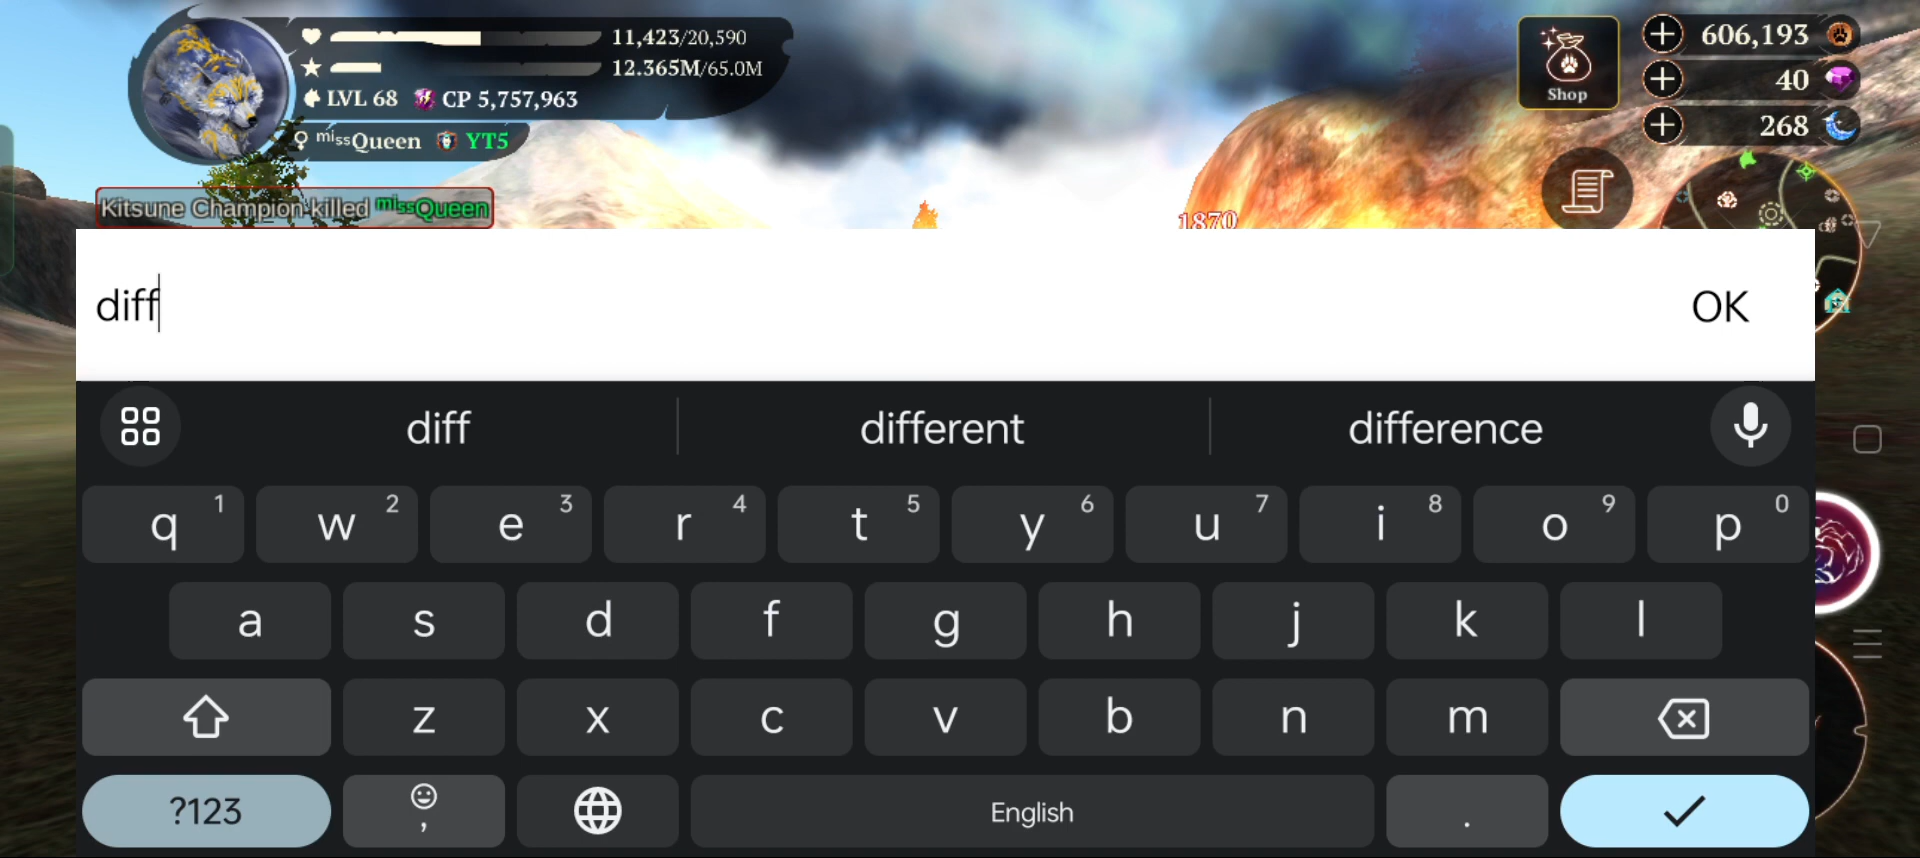 11,423/20,590
12.365M/65.0M
LVL 68 CP 5,757,963
missQueen YT5
Kitsune Champion killed missQueen
Shop
606,193
40
268
1870
diff
OK
diff different difference
q 1 w 2 e 3 r 4 t 5 y 6 u 7 i 8 o 9 p 0
a s d f g h j k l
z x c v b n m
?123 , English .